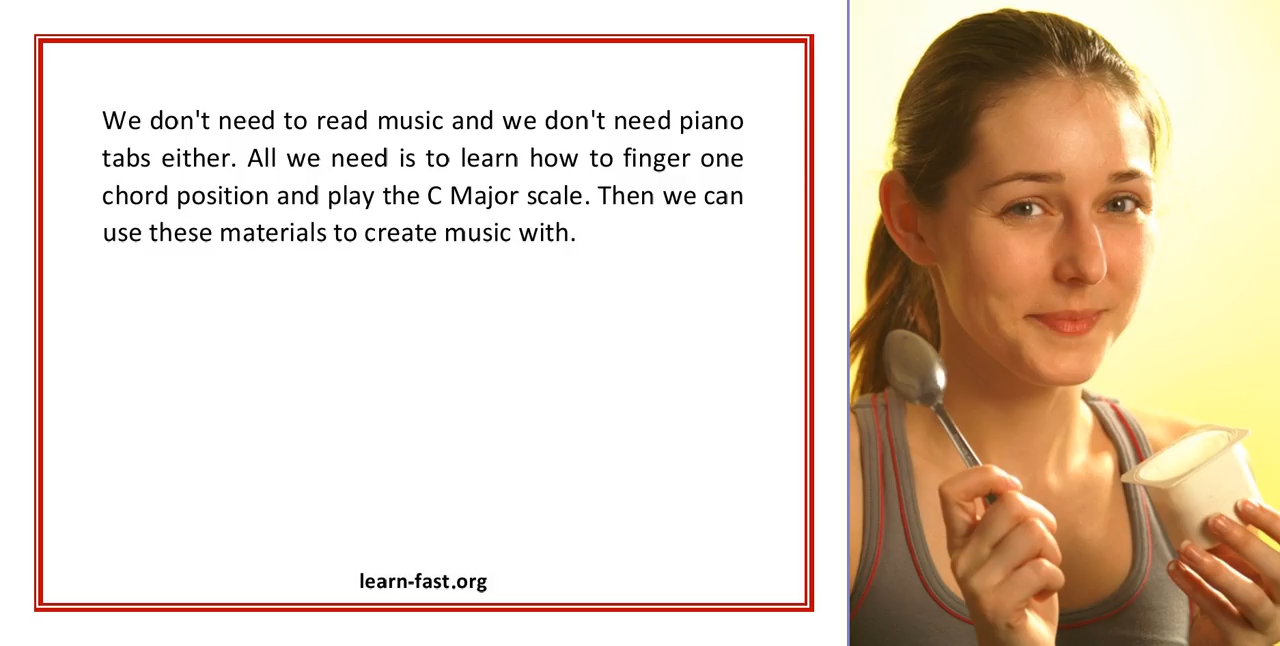 We don't need to read music and we don't need piano
tabs either. All we need is to learn how to finger one
chord position and play the C Major scale. Then we can
use these materials to create music with.
learn-fast.org